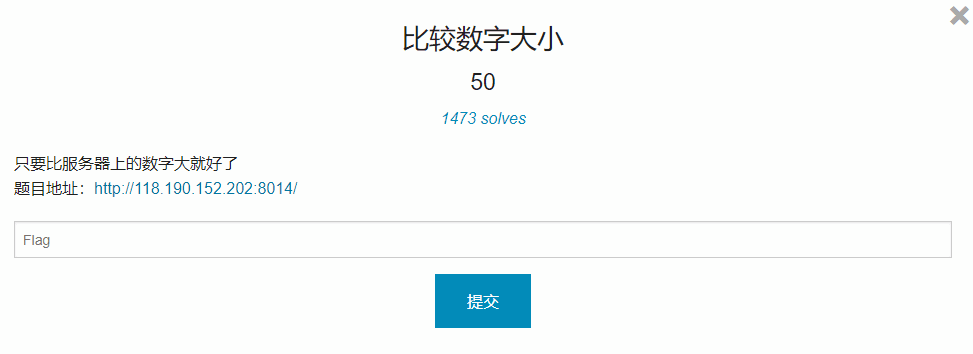 比较数字大小
50
1473 solves
只要比服务器上的数字大就好了
题目地址：http://118.190.152.202:8014/
Flag
提交